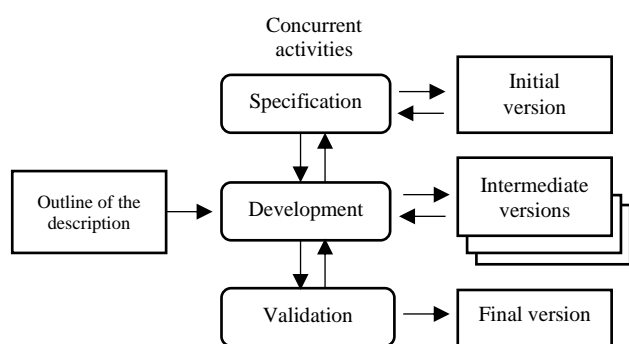 Concurrent
activities
Specification
Initial
version
Outline of the
description
Development
Intermediate
versions
Validation
Final version